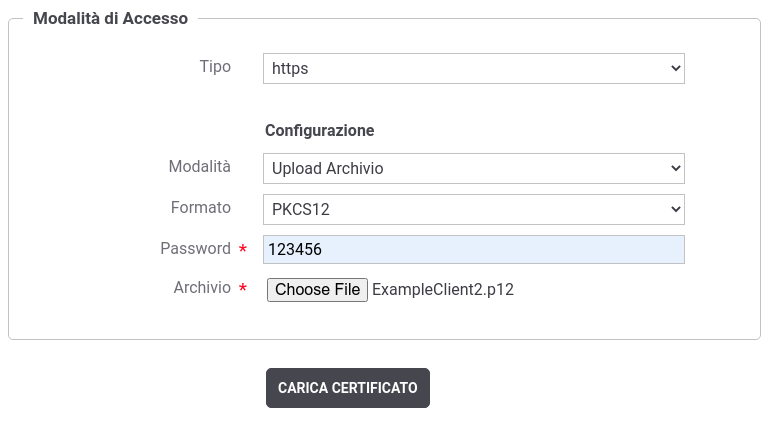 Modalità di Accesso
Tipo https
Configurazione
Modalità Upload Archivio
Formato PKCS12
Password * 123456
Archivio * Choose File ExampleClient2.p12
CARICA CERTIFICATO